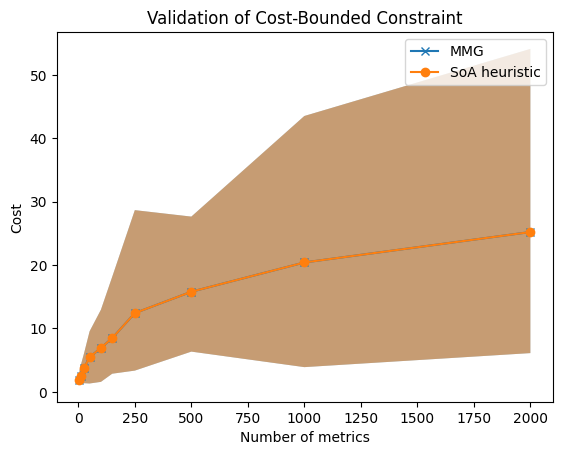 Validation of Cost-Bounded Constraint
MMG
SoA heuristic
Cost
50
40
30
20
10
0
0 250 500 750 1000 1250 1500 1750 2000
Number of metrics